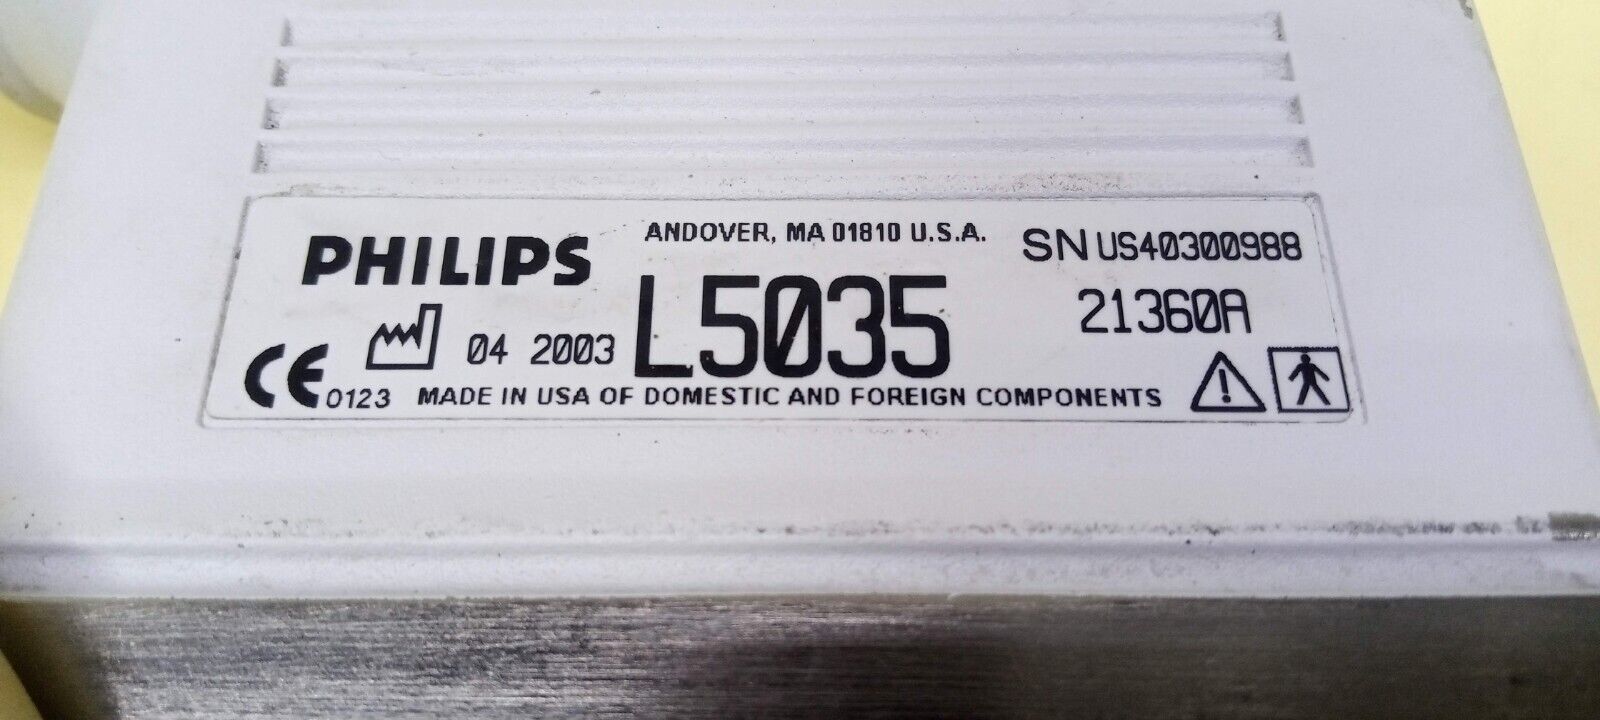 PHILIPS
ANDOVER, MA 01810 U.S.A.
SN US40300988
04 2003
L5035
21360A
CE 0123
MADE IN USA OF DOMESTIC AND FOREIGN COMPONENTS